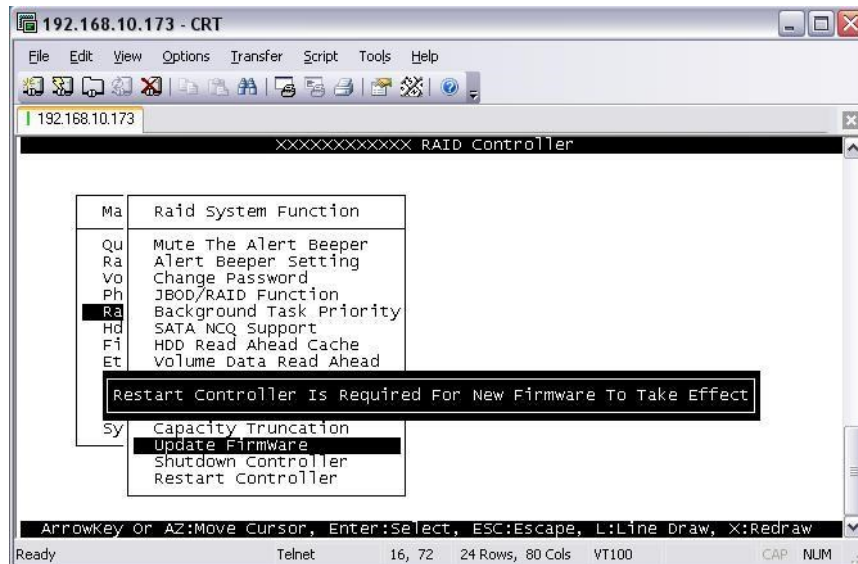 192.168.10.173 - CRT
File Edit View Options Transfer Script Tools Help
192.168.10.173
XXXXXXXXXXXX RAID Controller
Ma
Raid System Function
Qu
Mute The Alert Beeper
Ra
Alert Beeper Setting
Vo
Change Password
Ph
JBOD/RAID Function
Ra
Background Task Priority
Hd
SATA NCQ Support
Fi
HDD Read Ahead Cache
Et
Volume Data Read Ahead
Restart Controller Is Required For New Firmware To Take Effect
Sy
Capacity Truncation
Update Firmware
Shutdown Controller
Restart Controller
ArrowKey Or AZ:Move Cursor, Enter:Select, ESC:Escape, L:Line Draw, X:Redraw
Ready Telnet 16, 72 24 Rows, 80 Cols VT100 CAP NUM